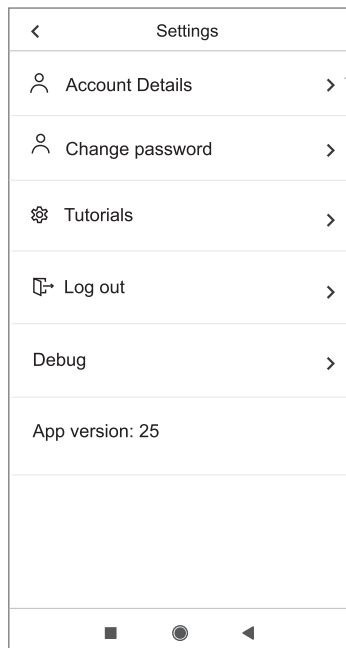 Settings
Account Details
Change password
Tutorials
Log out
Debug
App version: 25